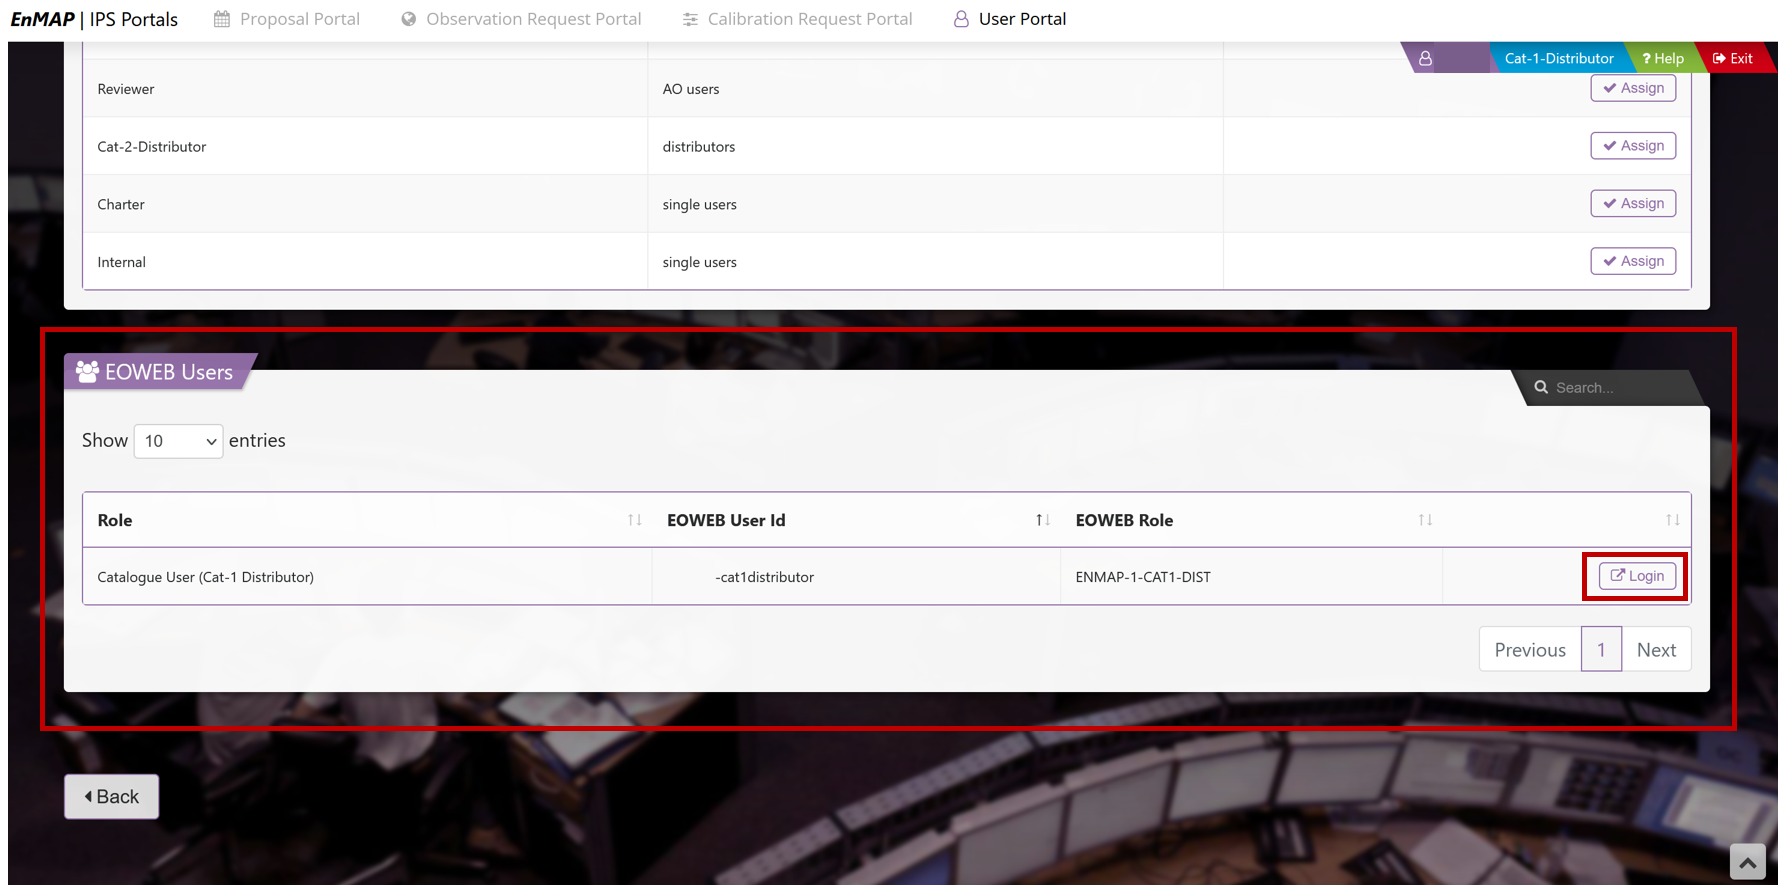 EnMAP | IPS Portals Proposal Portal Observation Request Portal Calibration Request Portal User Portal
Cat-1-Distributor ? Help Exit
Reviewer AO users Assign
Cat-2-Distributor distributors Assign
Charter single users Assign
Internal single users Assign
EOWEB Users
Search...
Show 10 entries
Role EOWEB User Id EOWEB Role
Catalogue User (Cat-1 Distributor) -cat1distributor ENMAP-1-CAT1-DIST Login
Previous 1 Next
Back